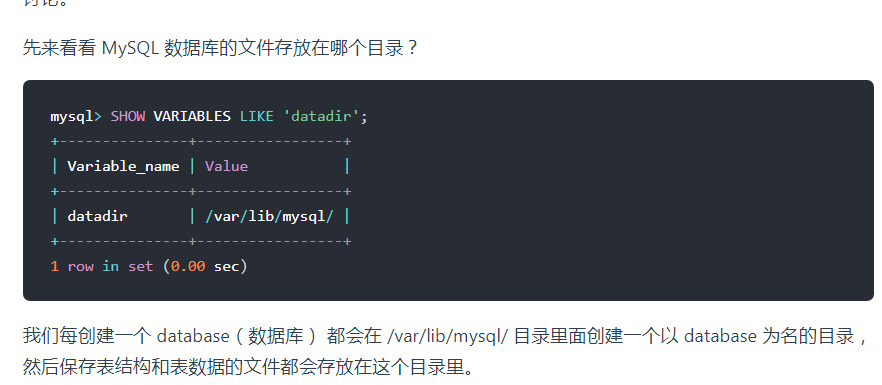 讨论。
先来看看 MySQL 数据库的文件存放在哪个目录？
mysql> SHOW VARIABLES LIKE 'datadir';
+---------------+-----------------+
| Variable_name | Value           |
+---------------+-----------------+
| datadir       | /var/lib/mysql/ |
+---------------+-----------------+
1 row in set (0.00 sec)
我们每创建一个 database（数据库） 都会在 /var/lib/mysql/ 目录里面创建一个以 database 为名的目录，
然后保存表结构和表数据的文件都会存放在这个目录里。